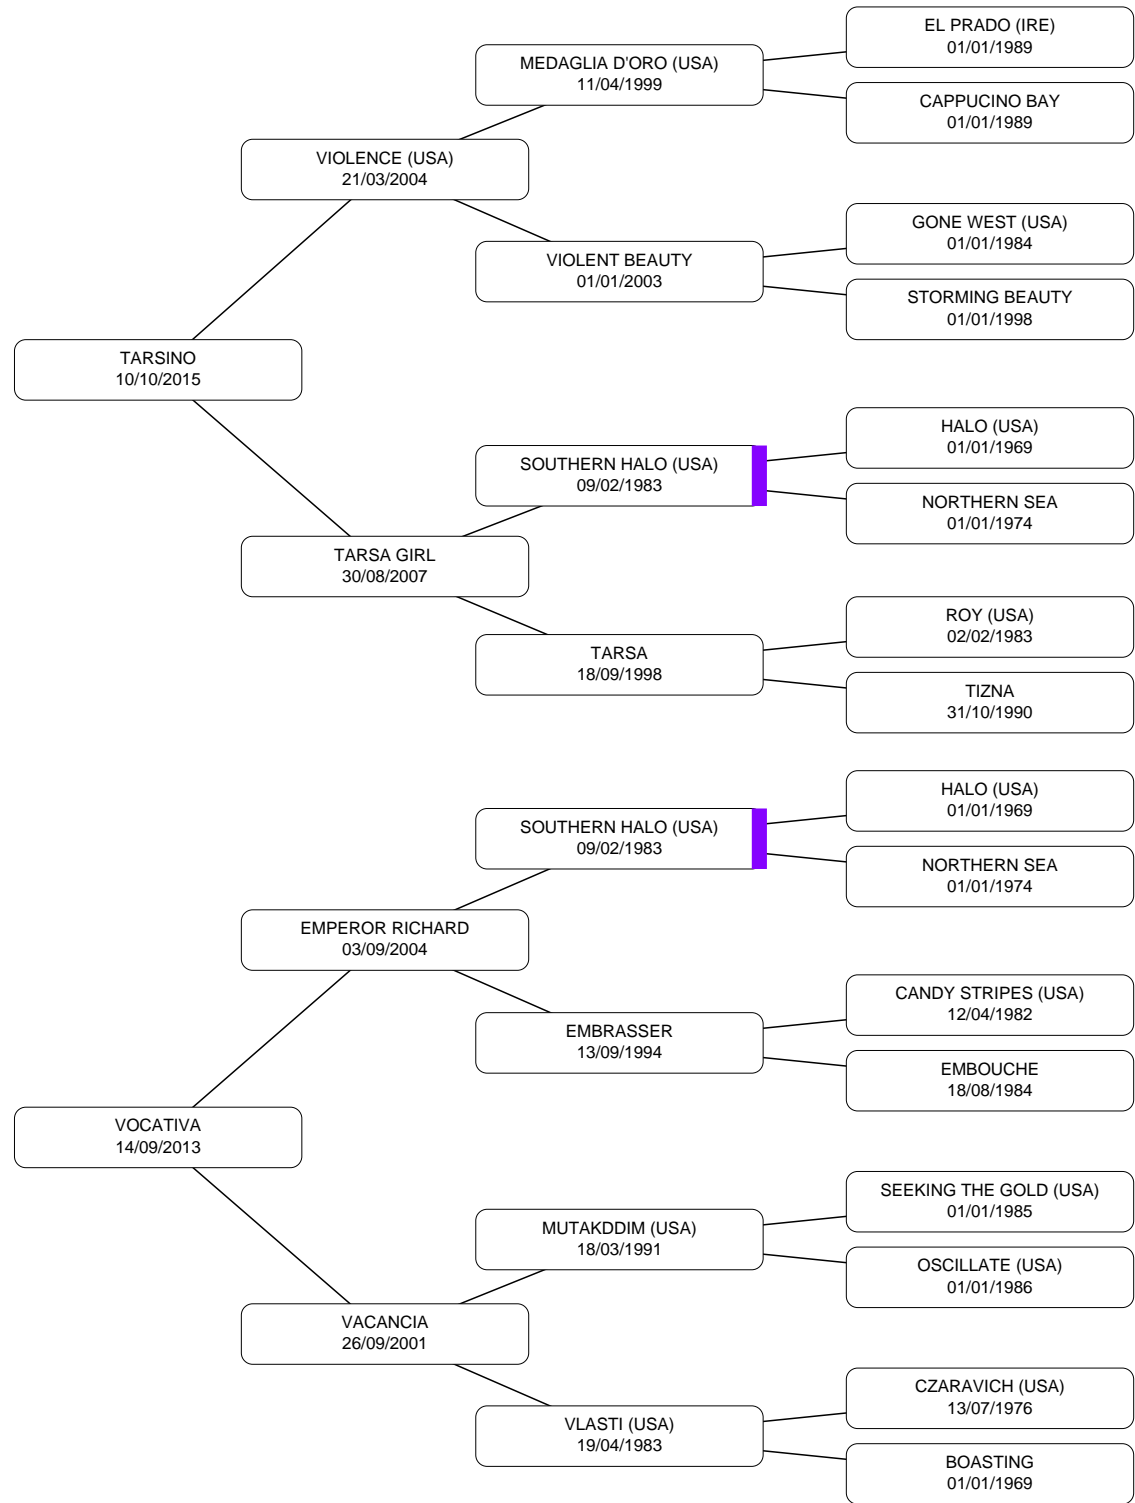 EL PRADO (IRE)
01/01/1989
MEDAGLIA D'ORO (USA)
11/04/1999
CAPPUCINO BAY
01/01/1989
VIOLENCE (USA)
21/03/2004
GONE WEST (USA)
01/01/1984
VIOLENT BEAUTY
01/01/2003
STORMING BEAUTY
01/01/1998
TARSINO
10/10/2015
HALO (USA)
01/01/1969
SOUTHERN HALO (USA)
09/02/1983
NORTHERN SEA
01/01/1974
TARSA GIRL
30/08/2007
ROY (USA)
02/02/1983
TARSA
18/09/1998
TIZNA
31/10/1990
HALO (USA)
01/01/1969
SOUTHERN HALO (USA)
09/02/1983
NORTHERN SEA
01/01/1974
EMPEROR RICHARD
03/09/2004
CANDY STRIPES (USA)
12/04/1982
EMBRASSER
13/09/1994
EMBOUCHE
18/08/1984
VOCATIVA
14/09/2013
SEEKING THE GOLD (USA)
01/01/1985
MUTAKDDIM (USA)
18/03/1991
OSCILLATE (USA)
01/01/1986
VACANCIA
26/09/2001
CZARAVICH (USA)
13/07/1976
VLASTI (USA)
19/04/1983
BOASTING
01/01/1969